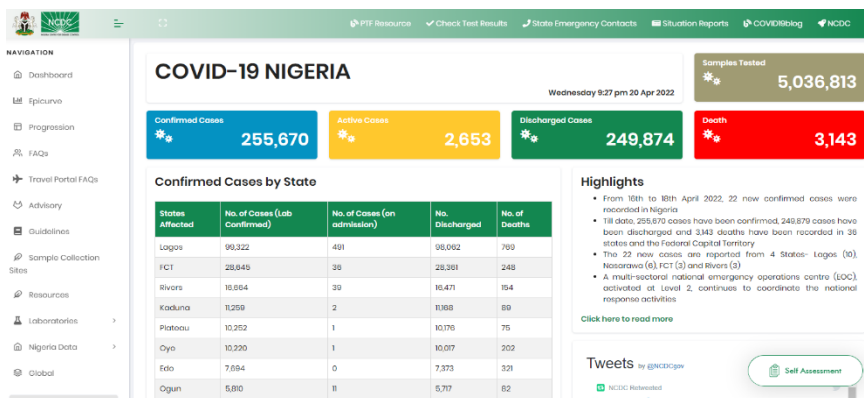 NCDC
PTF Resource
Check Test Results
State Emergency Contacts
Situation Reports
COVID19blog
NCDC
NAVIGATION
Dashboard
Epicurve
Progression
FAQs
Travel Portal FAQs
Advisory
Guidelines
Sample Collection
Sites
Resources
Laboratories
Nigeria Data
Global
COVID-19 NIGERIA
Wednesday 9:27 pm 20 Apr 2022
Samples Tested
5,036,813
Confirmed Cases
255,670
Active Cases
2,653
Discharged Cases
249,874
Death
3,143
Confirmed Cases by State
States Affected No. of Cases (Lab Confirmed) No. of Cases (on admission) No. Discharged No. of Deaths
Lagos 99,322 491 98,062 769
FCT 28,645 36 28,361 248
Rivers 16,664 39 16,471 154
Kaduna 11,259 2 11,168 89
Plateau 10,252 1 10,176 75
Oyo 10,220 1 10,017 202
Edo 7,694 0 7,373 321
Ogun 5,810 11 5,717 82
Highlights
From 16th to 18th April 2022, 22 new confirmed cases were
recorded in Nigeria
Till date, 255,670 cases have been confirmed, 249,879 cases have
been discharged and 3,143 deaths have been recorded in 36
states and the Federal Capital Territory
The 22 new cases are reported from 4 States- Lagos (10),
Nasarawa (6), FCT (3) and Rivers (3)
A multi-sectoral national emergency operations centre (EOC),
activated at Level 2, continues to coordinate the national
response activities
Click here to read more
Tweets by @NCDCgov
NCDC Retweeted
Self Assessment